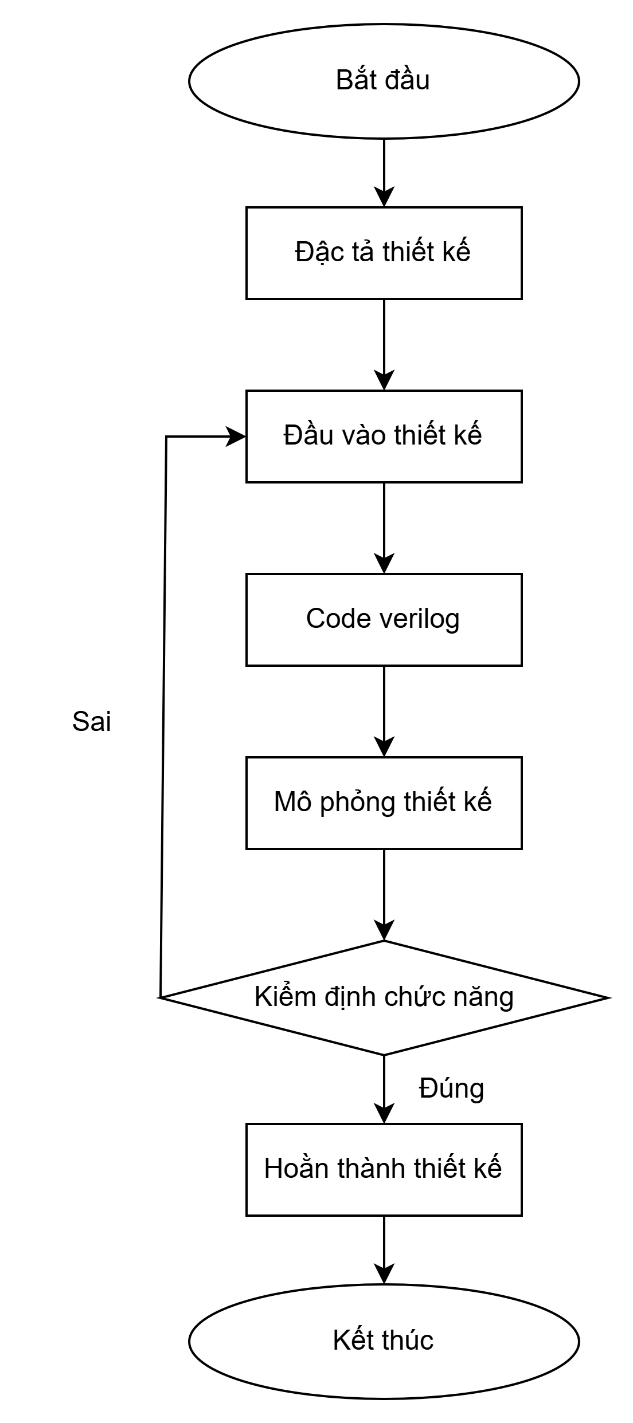 Bắt đầu
Đặc tả thiết kế
Đầu vào thiết kế
Code verilog
Sai
Mô phỏng thiết kế
Kiểm định chức năng
Đúng
Hoằn thành thiết kế
Kết thúc